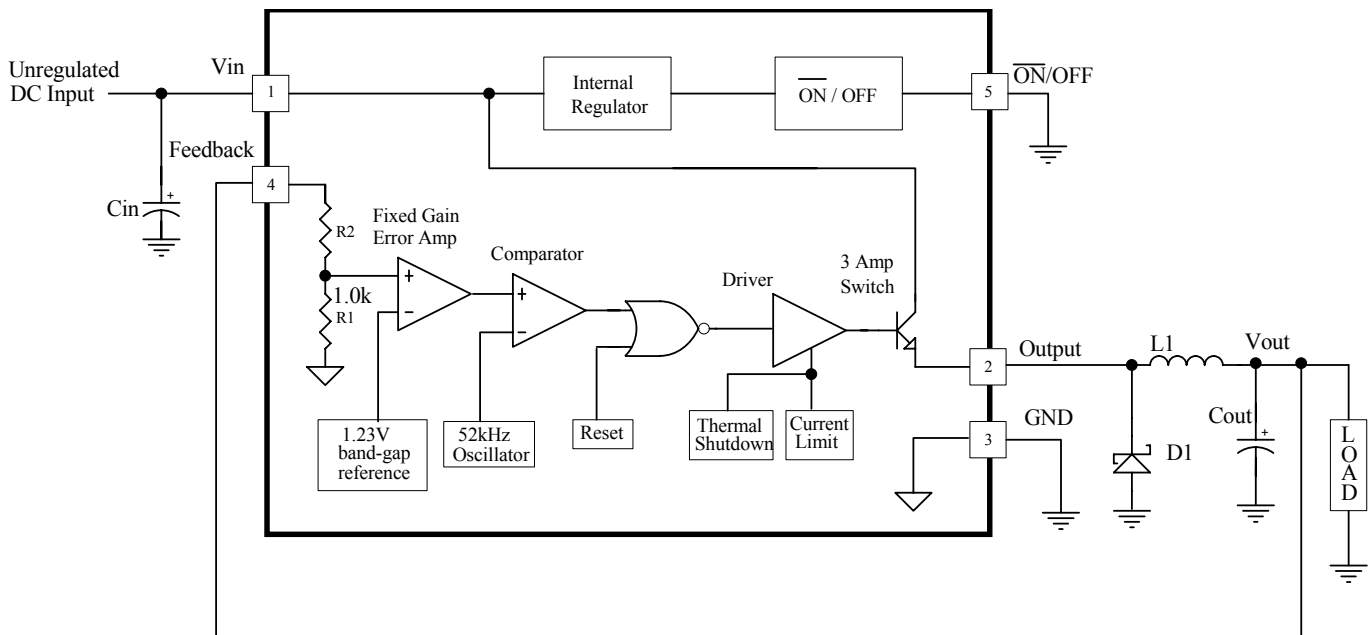 Unregulated
DC Input
Vin
1
Internal
Regulator
ON / OFF
5
ON/OFF
Feedback
4
Cin
+
R2
Fixed Gain
Error Amp
Comparator
1.0k
R1
+
−
+
−
Driver
3 Amp
Switch
2
Output
L1
Vout
1.23V
band-gap
reference
52kHz
Oscillator
Reset
Thermal
Shutdown
Current
Limit
3
GND
D1
Cout
+
LOAD